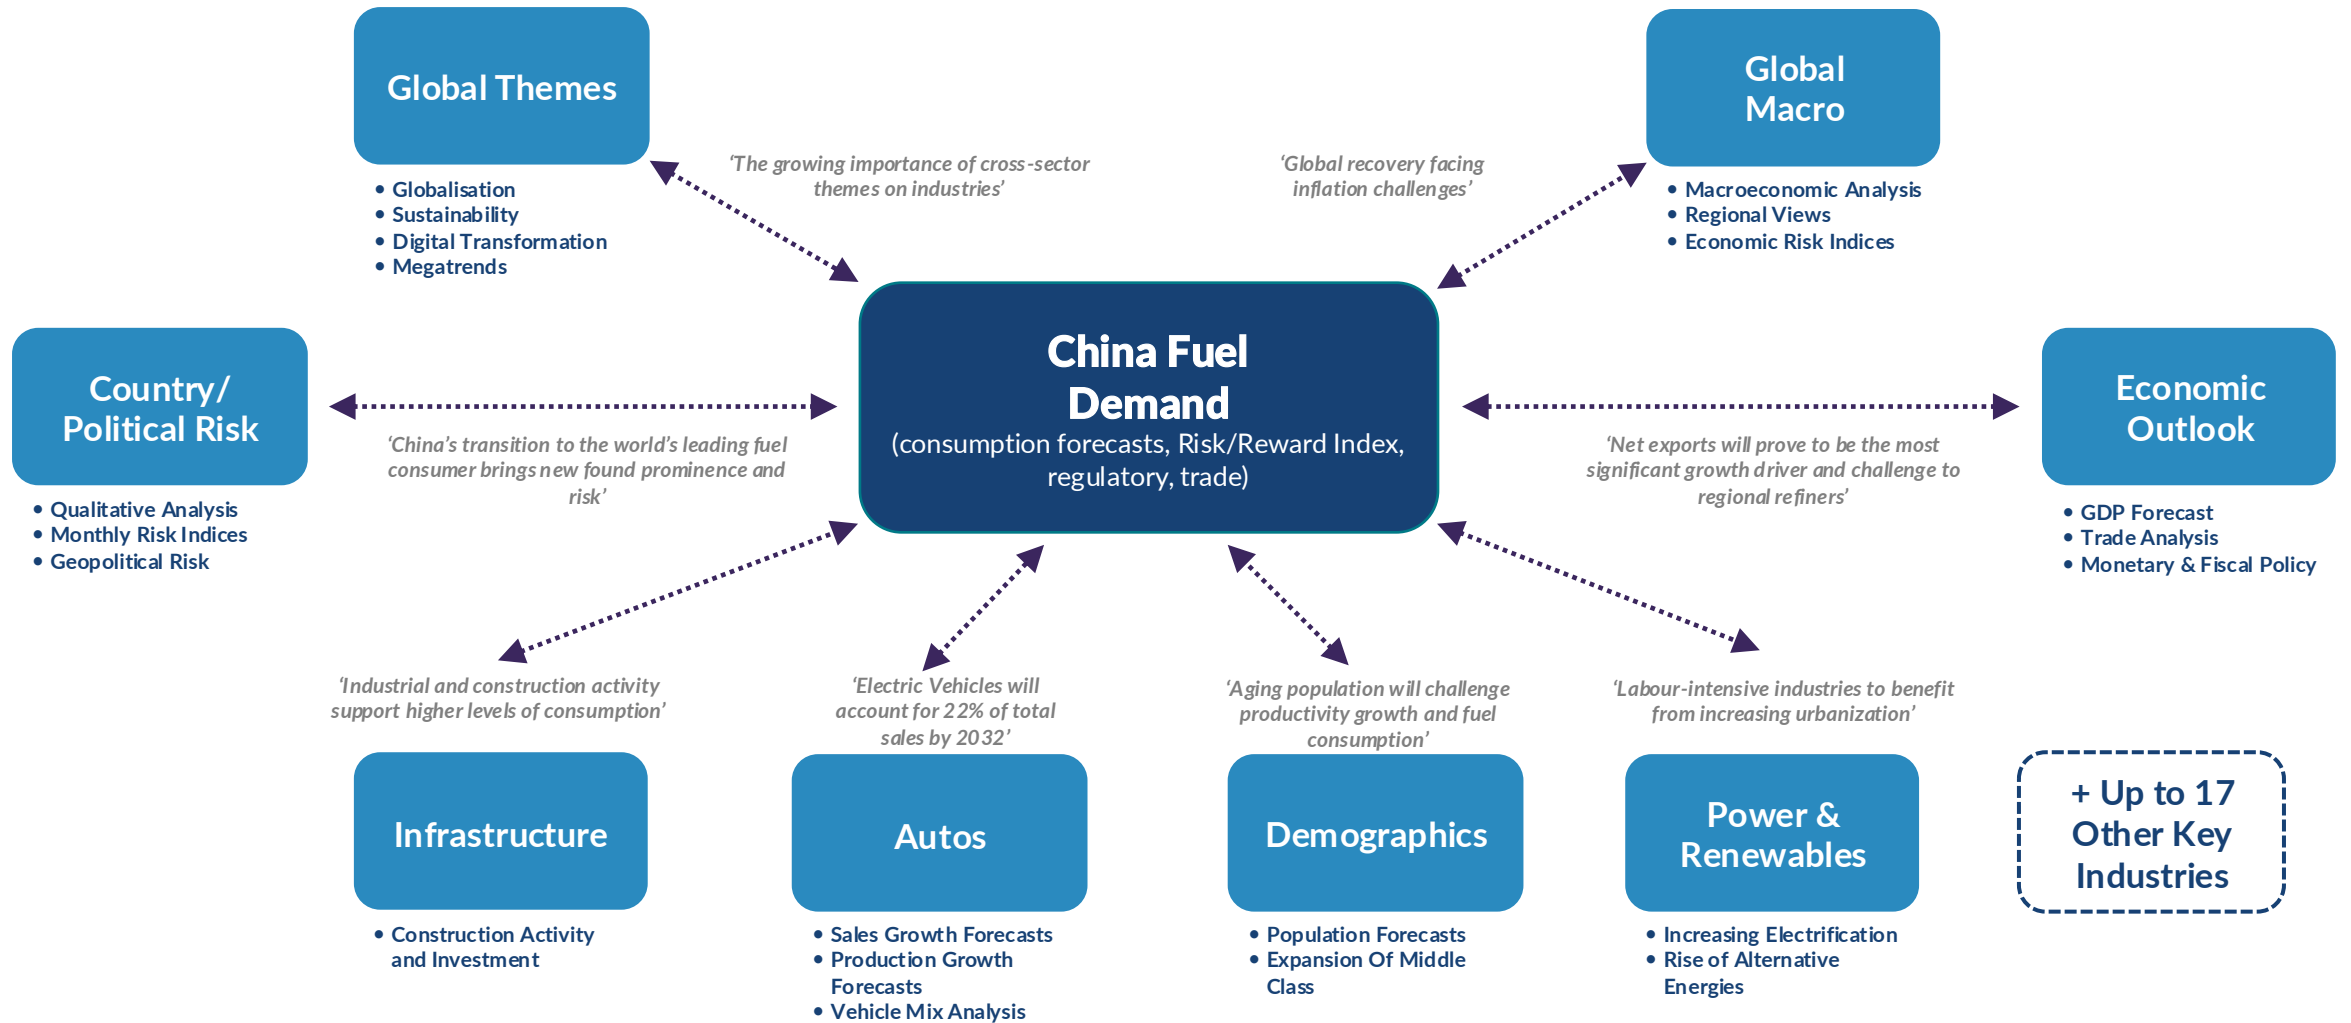 Global Themes
• Globalisation
• Sustainability
• Digital Transformation
• Megatrends
‘The growing importance of cross-sector
themes on industries’
‘Global recovery facing
inflation challenges’
Global
Macro
• Macroeconomic Analysis
• Regional Views
• Economic Risk Indices
Country/
Political Risk
• Qualitative Analysis
• Monthly Risk Indices
• Geopolitical Risk
‘China’s transition to the world’s leading fuel
consumer brings new found prominence and
risk’
China Fuel
Demand
(consumption forecasts, Risk/Reward Index,
regulatory, trade)
‘Net exports will prove to be the most
significant growth driver and challenge to
regional refiners’
Economic
Outlook
• GDP Forecast
• Trade Analysis
• Monetary & Fiscal Policy
‘Industrial and construction activity
support higher levels of consumption’
Infrastructure
• Construction Activity
and Investment
‘Electric Vehicles will
account for 22% of total
sales by 2032’
Autos
• Sales Growth Forecasts
• Production Growth
Forecasts
• Vehicle Mix Analysis
‘Aging population will challenge
productivity growth and fuel
consumption’
Demographics
• Population Forecasts
• Expansion Of Middle
Class
‘Labour-intensive industries to benefit
from increasing urbanization’
Power &
Renewables
• Increasing Electrification
• Rise of Alternative
Energies
+ Up to 17
Other Key
Industries